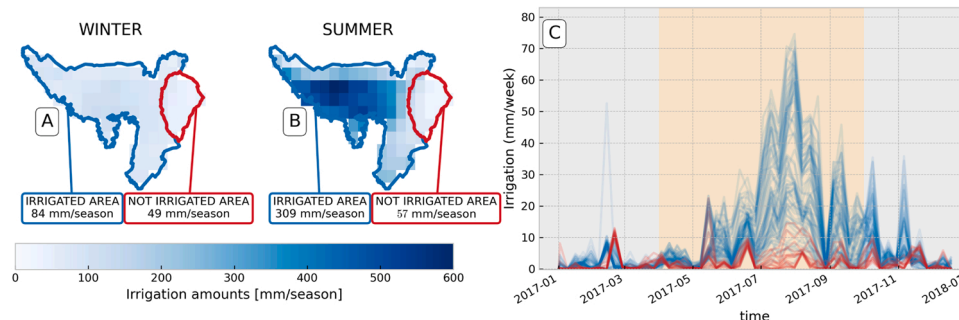 WINTER
SUMMER
A
B
IRRIGATED AREA
84 mm/season
NOT IRRIGATED AREA
49 mm/season
IRRIGATED AREA
309 mm/season
NOT IRRIGATED AREA
57 mm/season
0 100 200 300 400 500 600
Irrigation amounts [mm/season]
C
Irrigation (mm/week)
80
70
60
50
40
30
20
10
0
2017-01 2017-03 2017-05 2017-07 2017-09 2017-11 2018-0
time